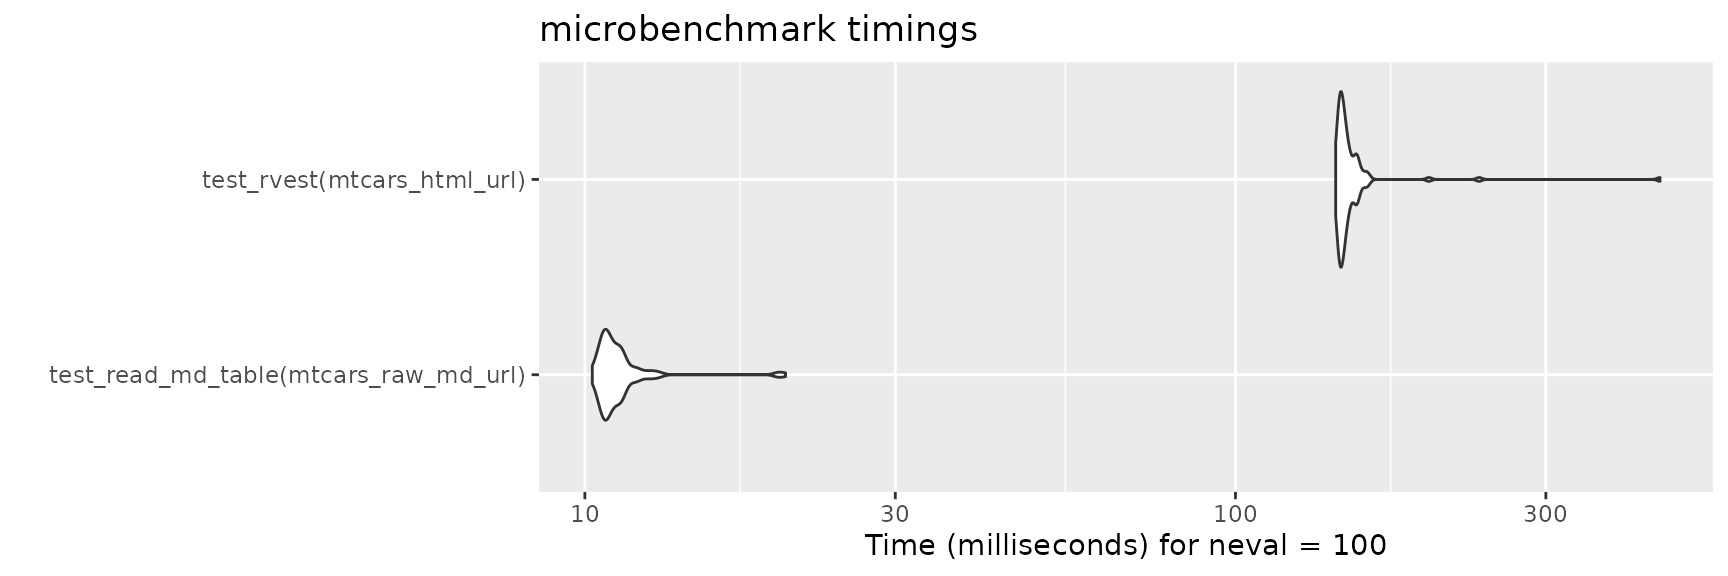 microbenchmark timings
test_rvest(mtcars_html_url)
test_read_md_table(mtcars_raw_md_url)
10 30 100 300
Time (milliseconds) for neval = 100